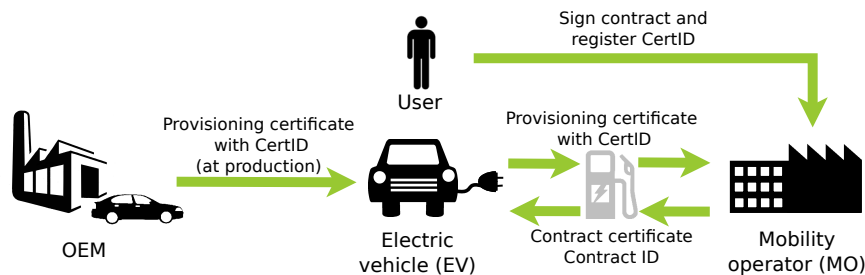 Sign contract and
register CertID
User
Provisioning certificate
with CertID
(at production)
Provisioning certificate
with CertID
OEM
Electric
vehicle (EV)
Contract certificate
Contract ID
Mobility
operator (MO)